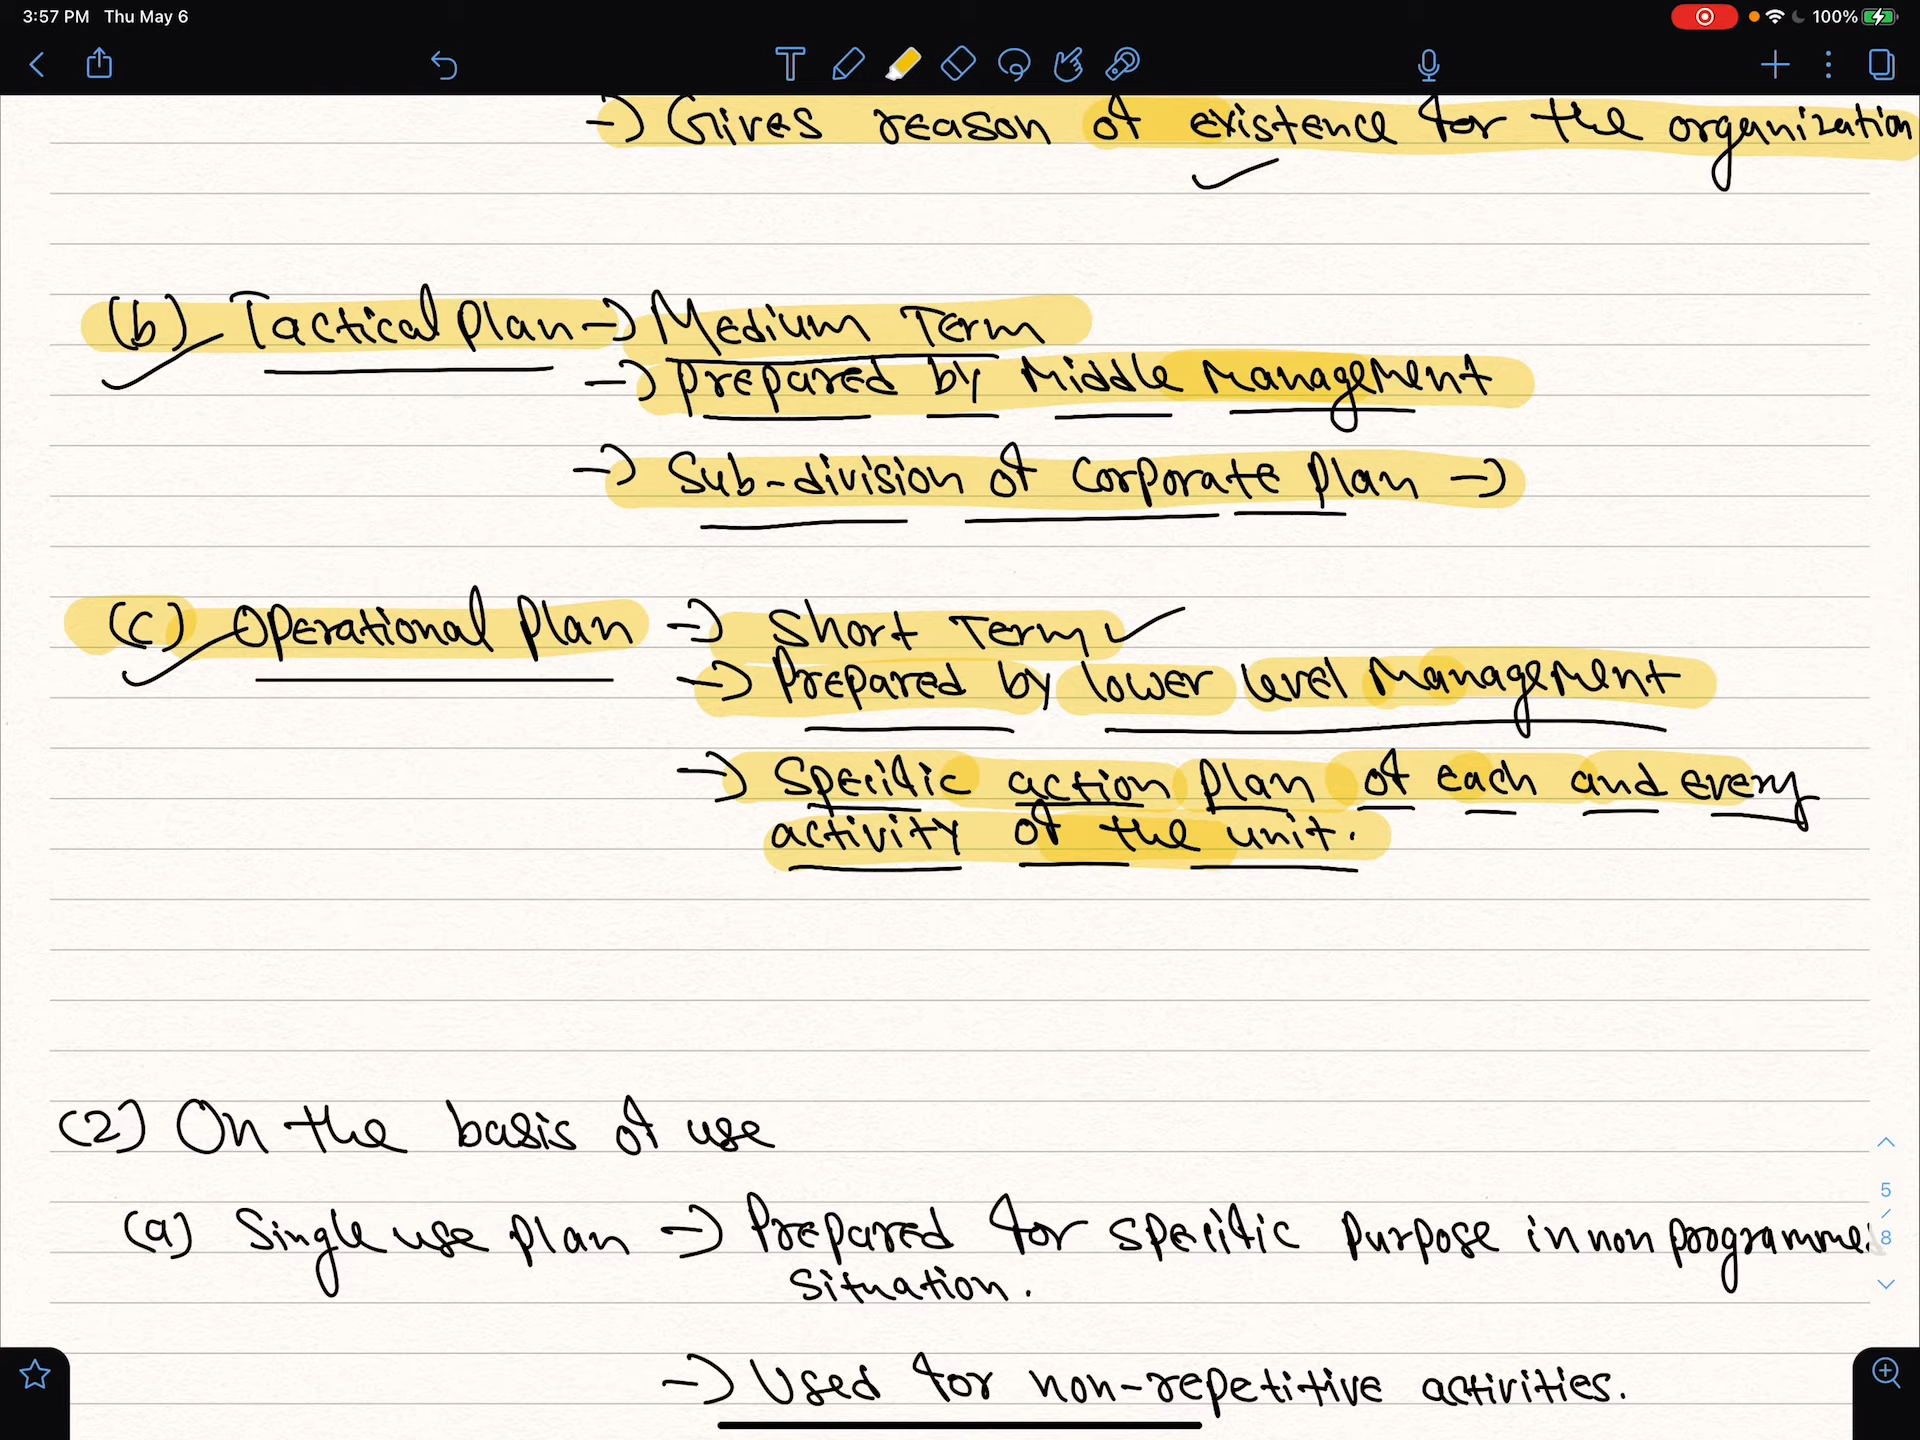 3:57 PM Thu May 6
100%
-> Gives reason of existence for the organization
(b) Tactical Plan -> Medium Term
-> prepared by Middle Management
-> Sub-division of Corporate Plan ->
(c) Operational Plan -> Short Term
-> Prepared by lower level Management
-> Specific action plan of each and every
activity of the unit.
(2) On the basis of use
(a) Single use plan -> Prepared for specific purpose in non programme
situation.
-> Used for non-repetitive activities.
5
/
8